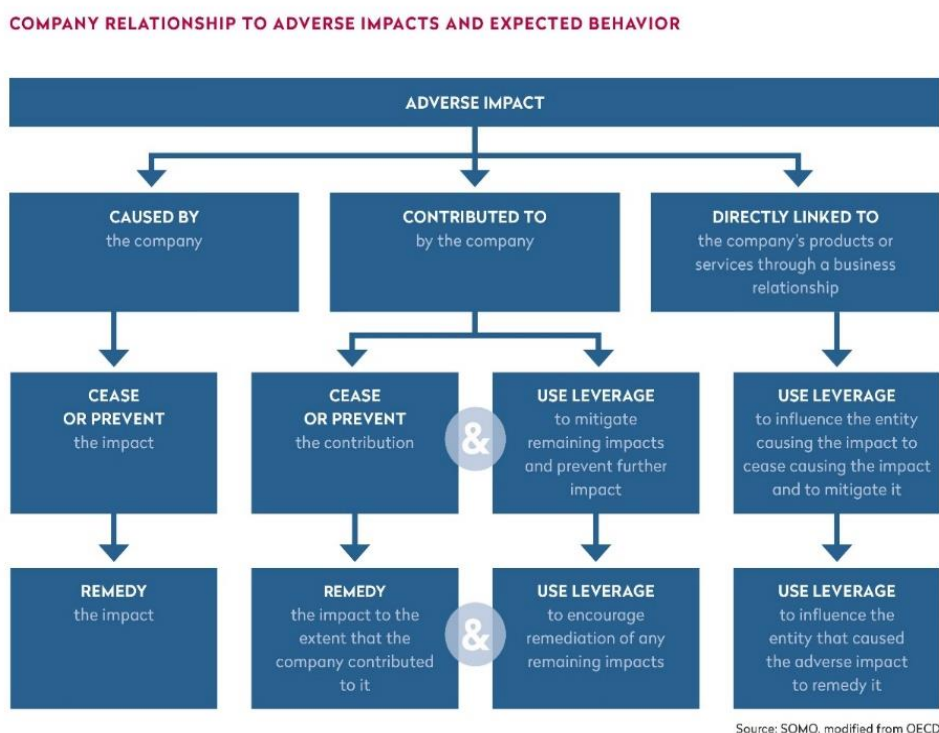 COMPANY RELATIONSHIP TO ADVERSE IMPACTS AND EXPECTED BEHAVIOR
ADVERSE IMPACT
CAUSED BY
the company
CONTRIBUTED TO
by the company
DIRECTLY LINKED TO
the company's products or
services through a business
relationship
CEASE
OR PREVENT
the impact
CEASE
OR PREVENT
the contribution
&
USE LEVERAGE
to mitigate
remaining impacts
and prevent further
impact
USE LEVERAGE
to influence the entity
causing the impact to
cease causing the impact
and to mitigate it
REMEDY
the impact
REMEDY
the impact to the
extent that the
company contributed
to it
&
USE LEVERAGE
to encourage
remediation of any
remaining impacts
USE LEVERAGE
to influence the
entity that caused
the adverse impact
to remedy it
Source: SOMO, modified from OECD